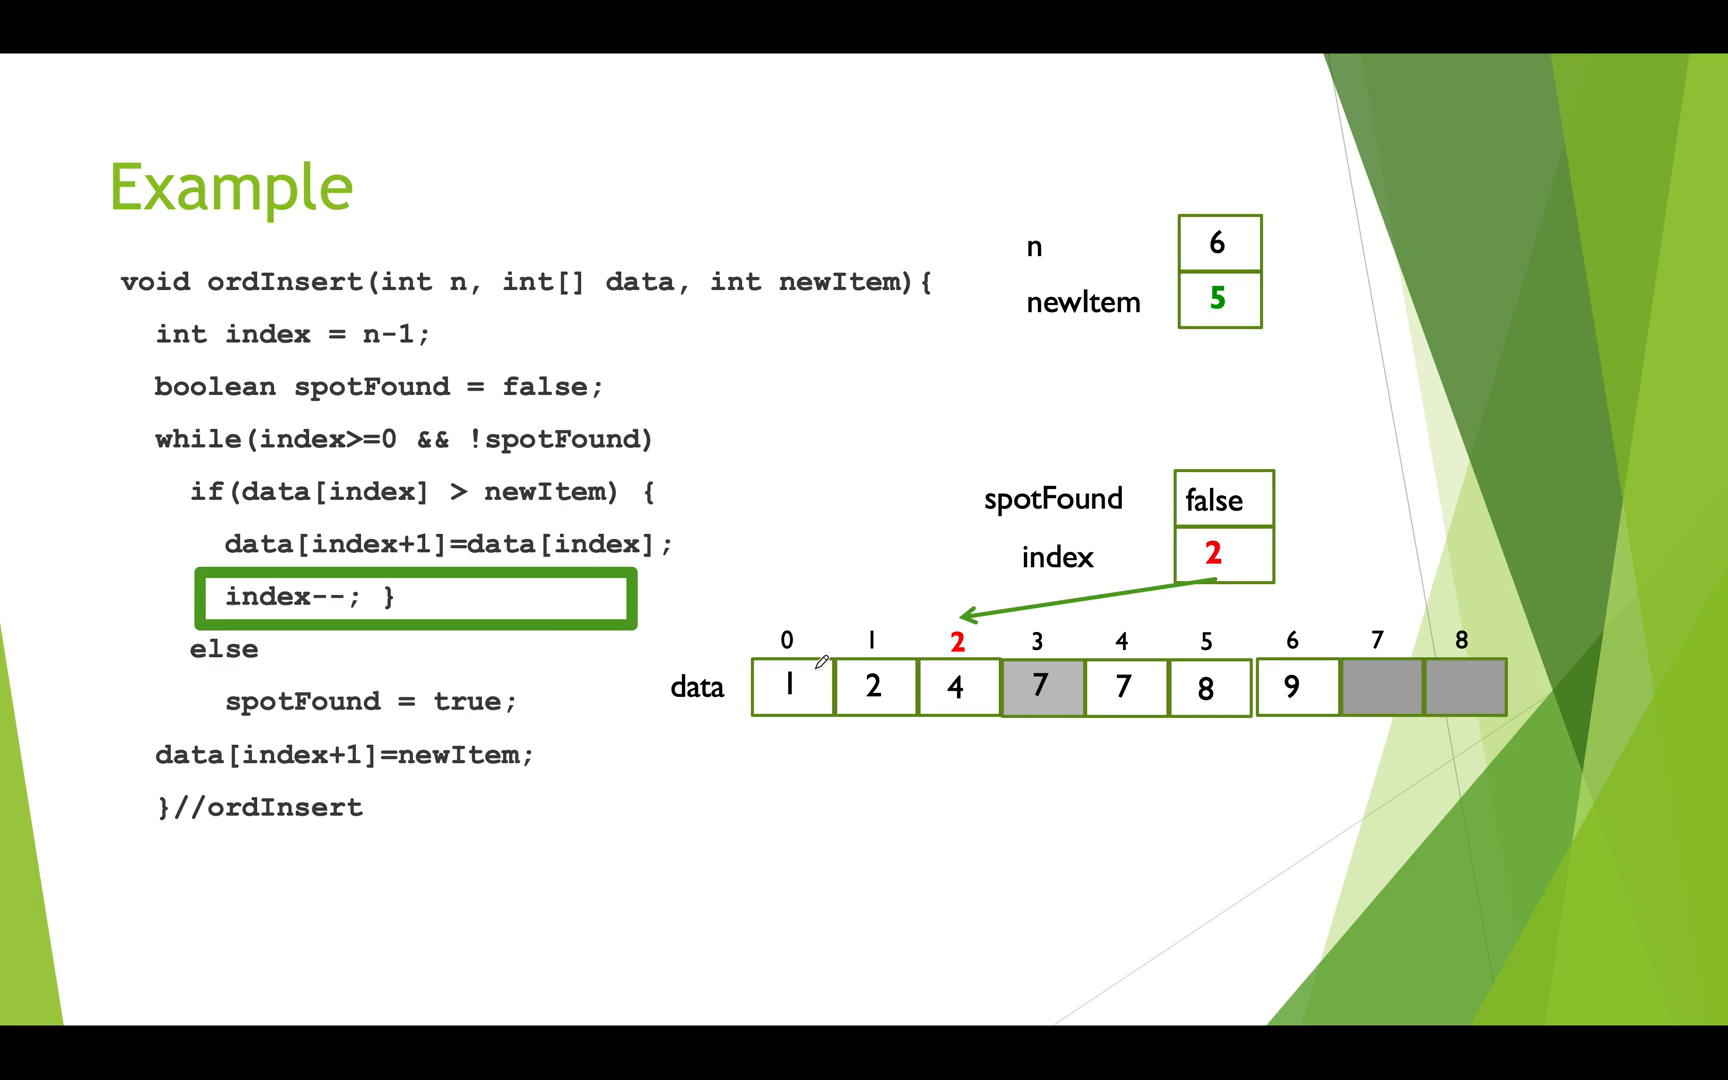 Example
void ordInsert(int n, int[] data, int newItem){
int index = n-1;
boolean spotFound = false;
while(index>=0 && !spotFound)
if(data[index] > newItem) {
data[index+1]=data[index];
index--; }
else
spotFound = true;
data[index+1]=newItem;
}//ordInsert
n 6
newItem 5
spotFound false
index 2
0 1 2 3 4 5 6 7 8
data 1 2 4 7 7 8 9